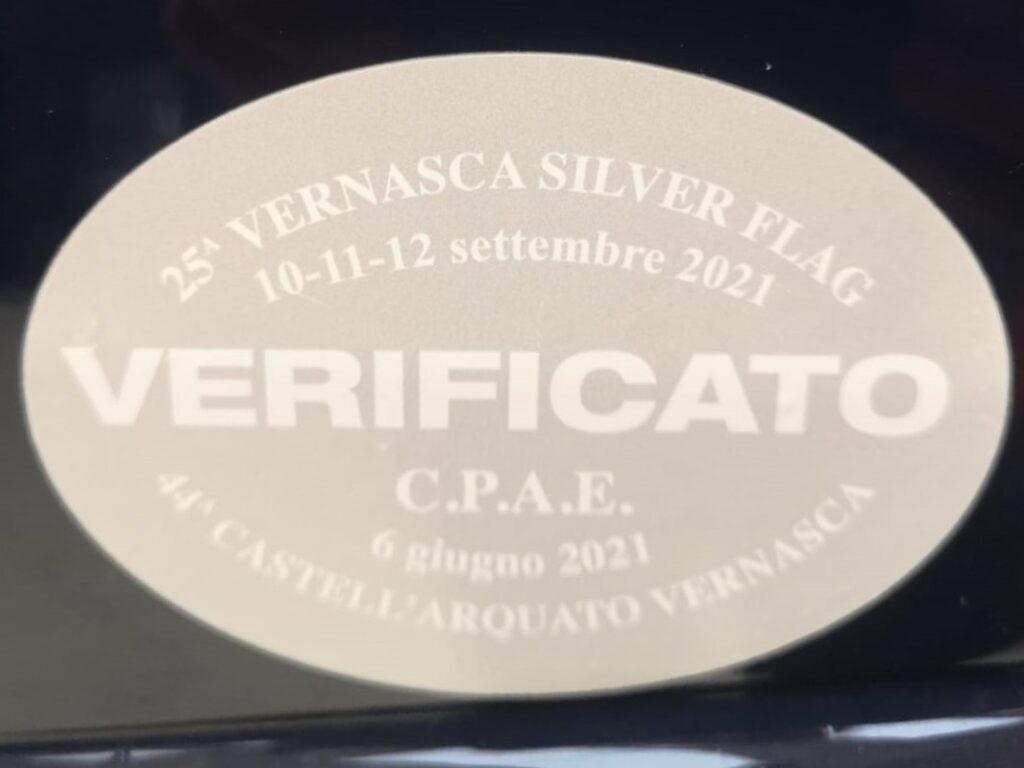 25ᴬ VERNASCA SILVER FLAG
10-11-12 settembre 2021
VERIFICATO
C.P.A.E.
6 giugno 2021
44ᴬ CASTELL'ARQUATO VERNASCA